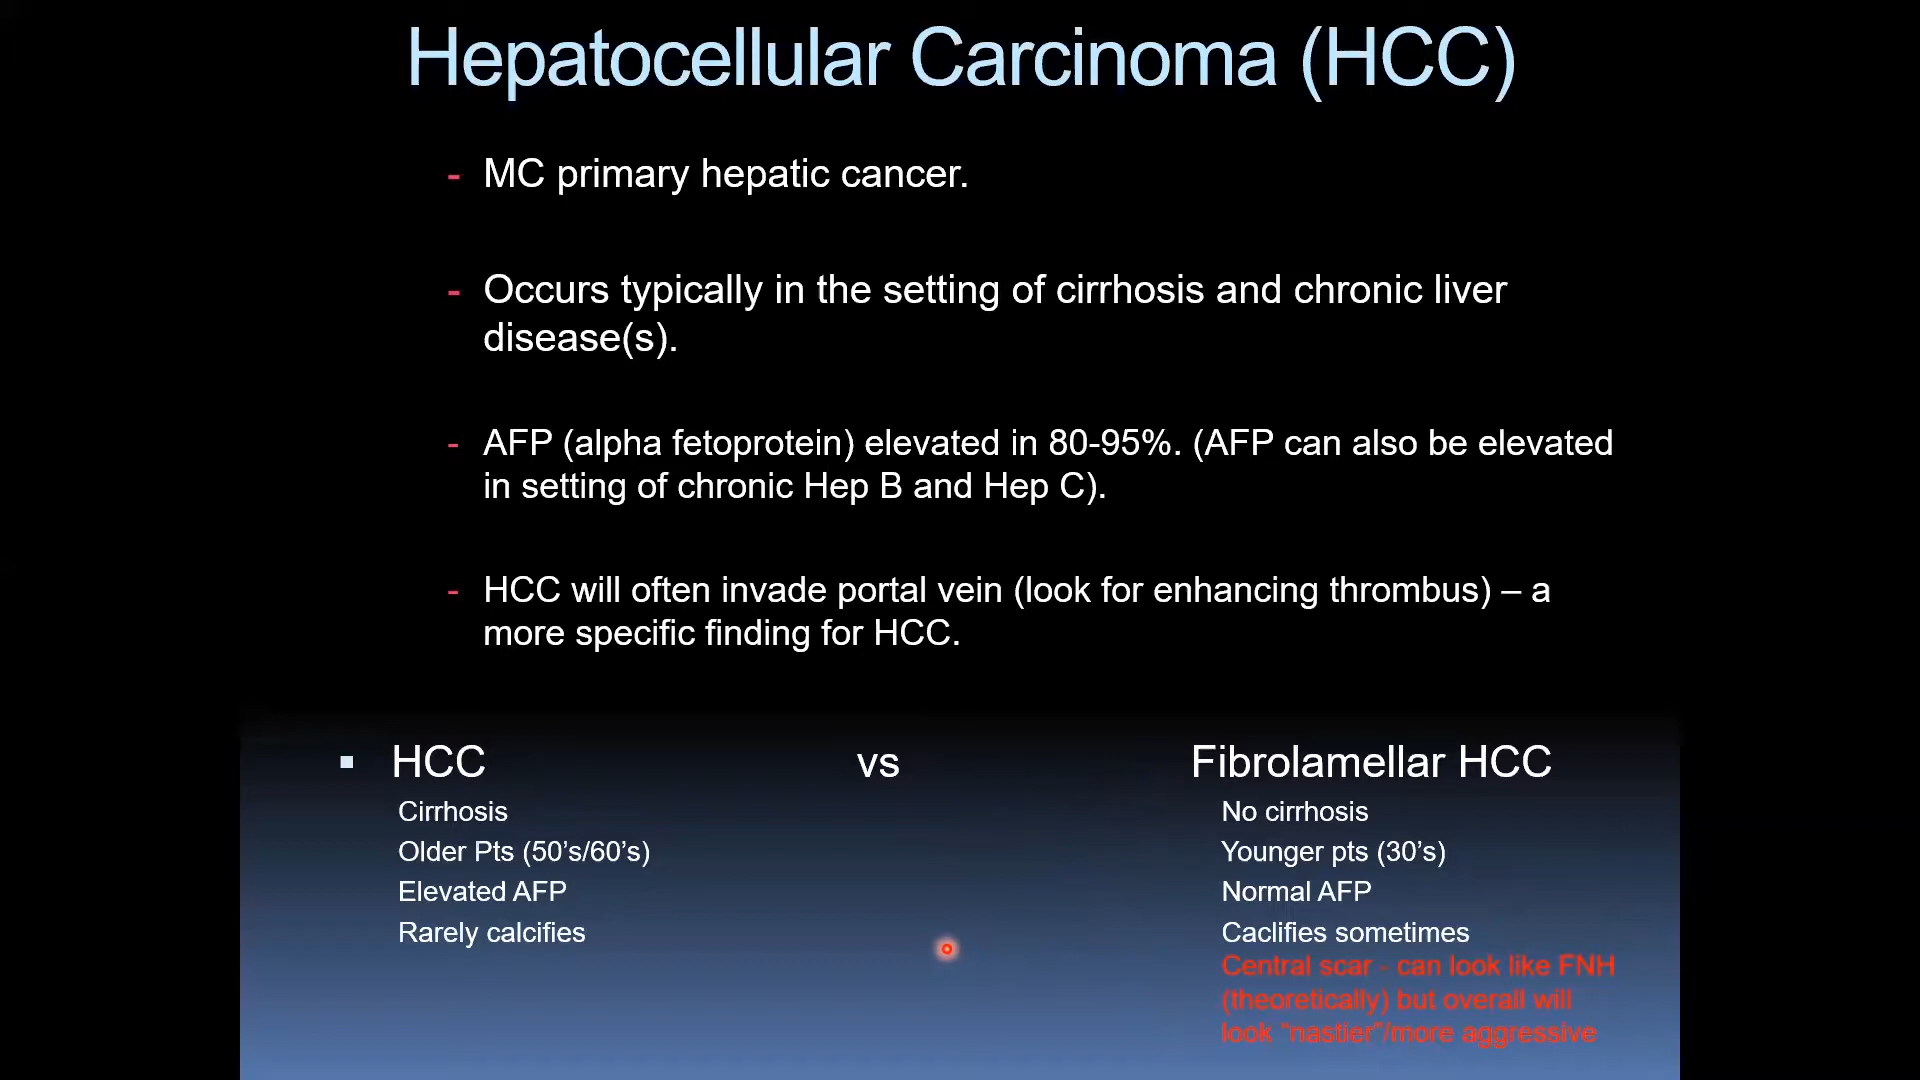 Hepatocellular Carcinoma (HCC)
- MC primary hepatic cancer.
- Occurs typically in the setting of cirrhosis and chronic liver
disease(s).
- AFP (alpha fetoprotein) elevated in 80-95%. (AFP can also be elevated
in setting of chronic Hep B and Hep C).
- HCC will often invade portal vein (look for enhancing thrombus) – a
more specific finding for HCC.
▪ HCC vs Fibrolamellar HCC
Cirrhosis No cirrhosis
Older Pts (50’s/60’s) Younger pts (30’s)
Elevated AFP Normal AFP
Rarely calcifies Caclifies sometimes
Central scar - can look like FNH
(theoretically) but overall will
look “nastier”/more aggressive